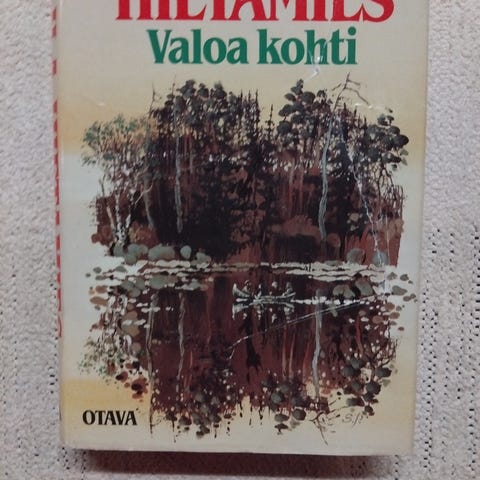 HIETAMIES
Valoa kohti
OTAVA